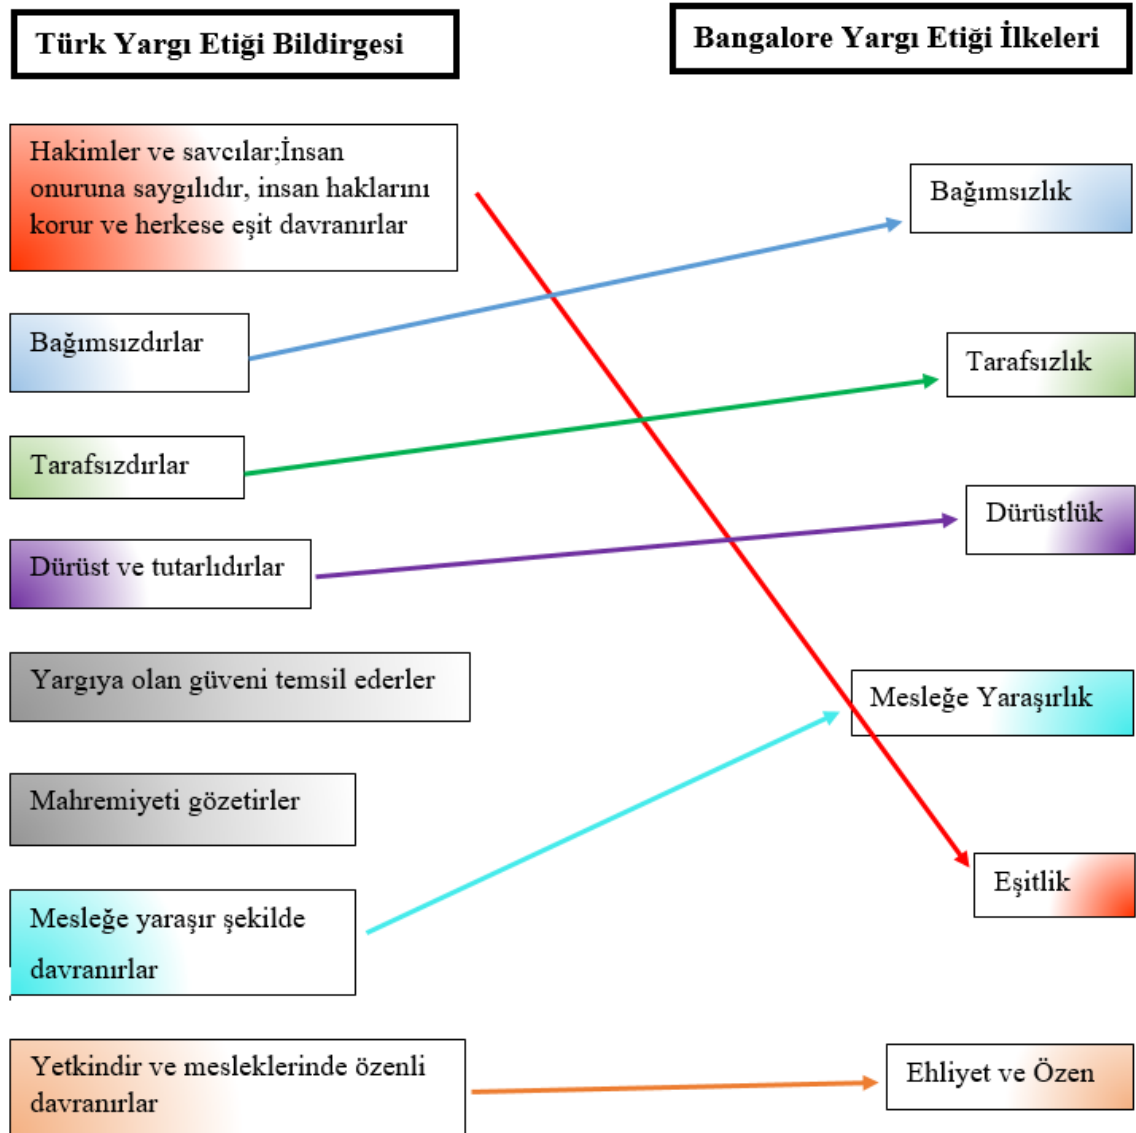 Türk Yargı Etiği Bildirgesi
Bangalore Yargı Etiği İlkeleri
Hakimler ve savcılar;İnsan
onuruna saygılıdır, insan haklarını
korur ve herkese eşit davranırlar
Bağımsızlık
Bağımsızdırlar
Tarafsızlık
Tarafsızdırlar
Dürüstlük
Dürüst ve tutarlıdırlar
Yargıya olan güveni temsil ederler
Mesleğe Yaraşırlık
Mahremiyeti gözetirler
Eşitlik
Mesleğe yaraşır şekilde
davranırlar
Yetkindir ve mesleklerinde özenli
davranırlar
Ehliyet ve Özen